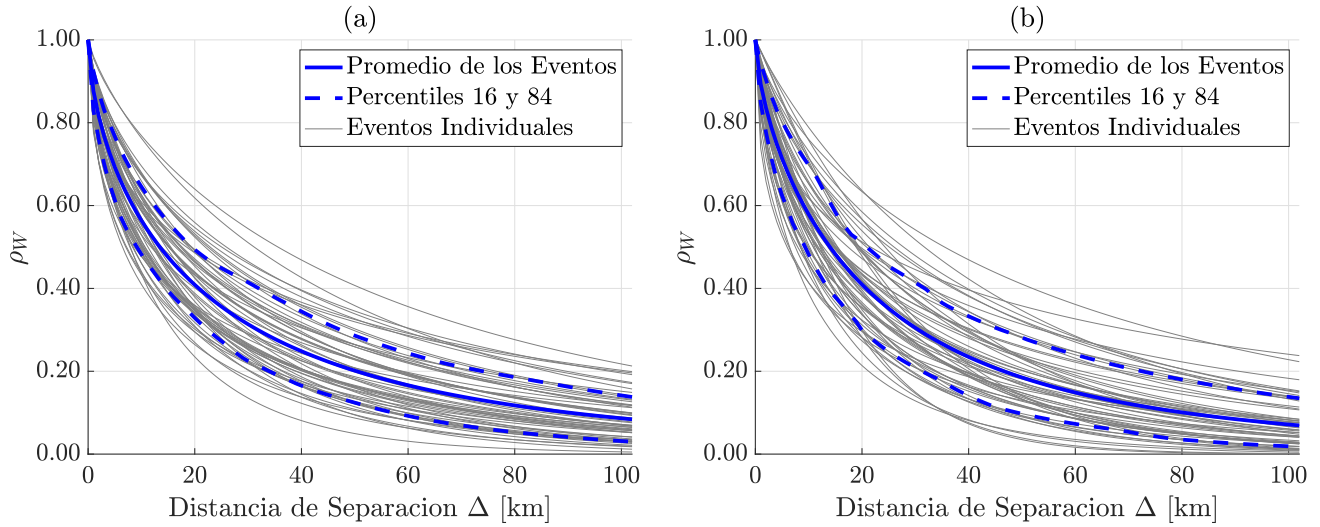 (a)
1.00
0.80
0.60
0.40
0.20
0.00
ρW
0 20 40 60 80 100
Distancia de Separacion Δ [km]
Promedio de los Eventos
Percentiles 16 y 84
Eventos Individuales
(b)
1.00
0.80
0.60
0.40
0.20
0.00
ρW
0 20 40 60 80 100
Distancia de Separacion Δ [km]
Promedio de los Eventos
Percentiles 16 y 84
Eventos Individuales